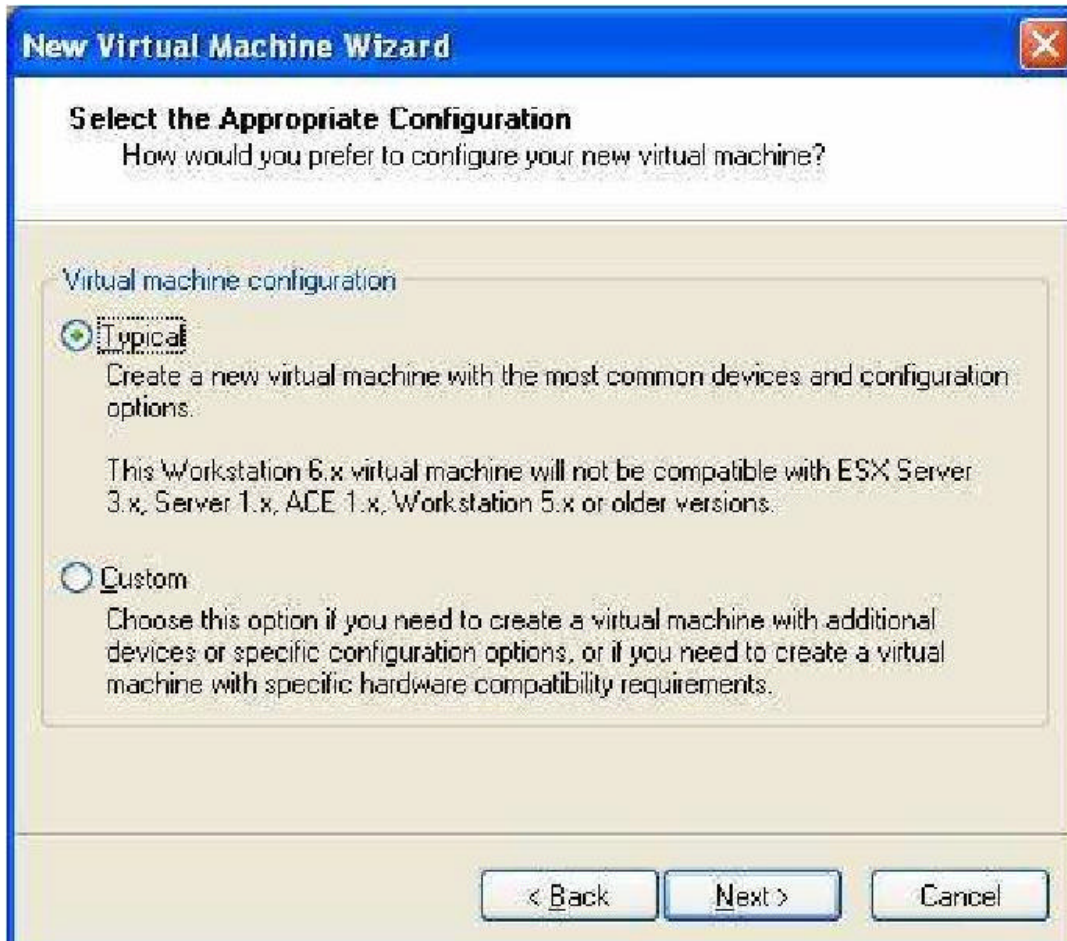 New Virtual Machine Wizard
Select the Appropriate Configuration
How would you prefer to configure your new virtual machine?
Virtual machine configuration
Typical
Create a new virtual machine with the most common devices and configuration
options.
This Workstation 6.x virtual machine will not be compatible with ESX Server
3.x, Server 1.x, ACE 1.x, Workstation 5.x or older versions.
Custom
Choose this option if you need to create a virtual machine with additional
devices or specific configuration options, or if you need to create a virtual
machine with specific hardware compatibility requirements.
< Back
Next >
Cancel